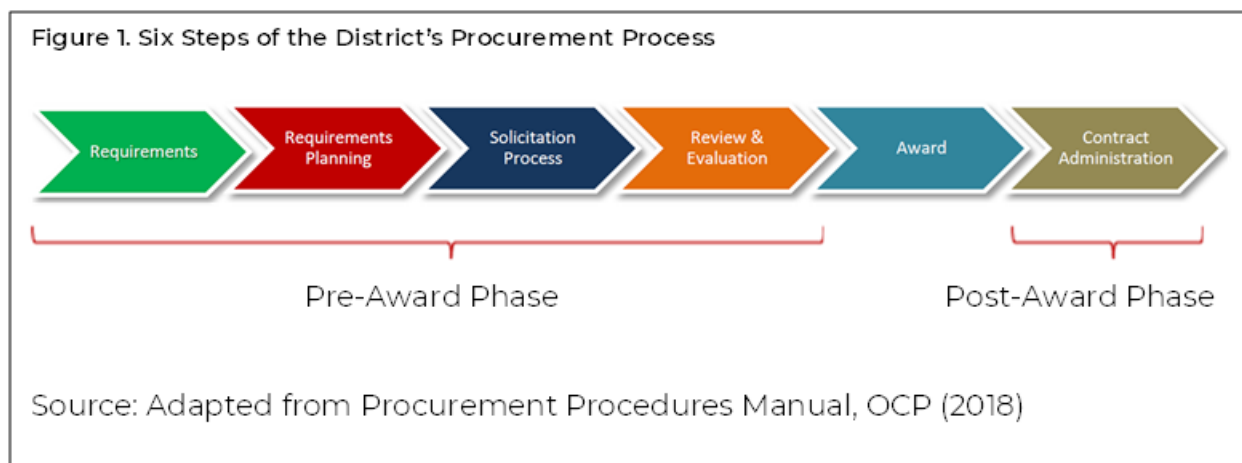 Figure 1. Six Steps of the District's Procurement Process
Requirements
Requirements
Planning
Solicitation
Process
Review &
Evaluation
Award
Contract
Administration
Pre-Award Phase
Post-Award Phase
Source: Adapted from Procurement Procedures Manual, OCP (2018)